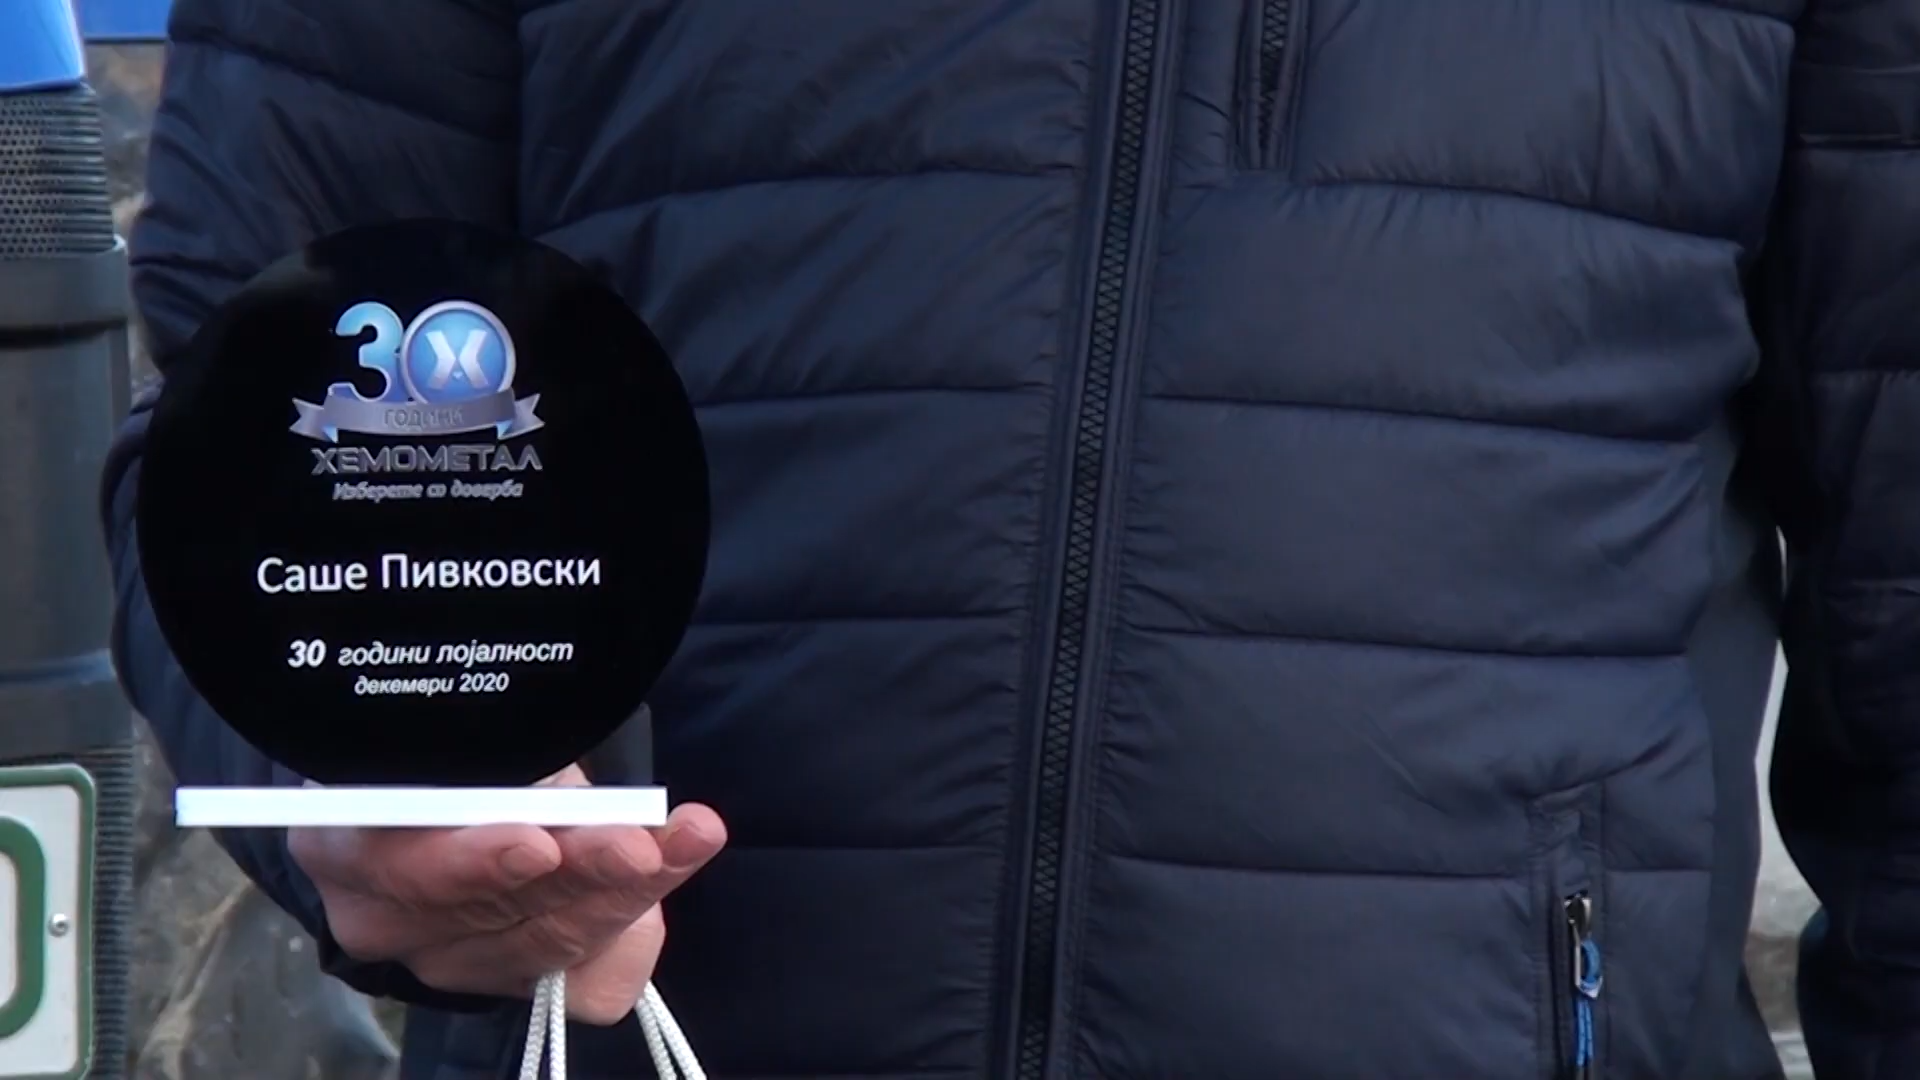 30
ГОДИНИ
ХЕМОМЕТАЛ
Изберете со доверба
Саше Пивковски
30 години лојалност
декември 2020